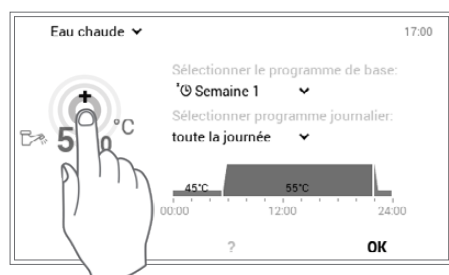 Eau chaude
17:00
Sélectionner le programme de base:
Semaine 1
Sélectionner programme journalier:
toute la journée
+
°C
45°C 55°C
00:00 12:00 24:00
? OK